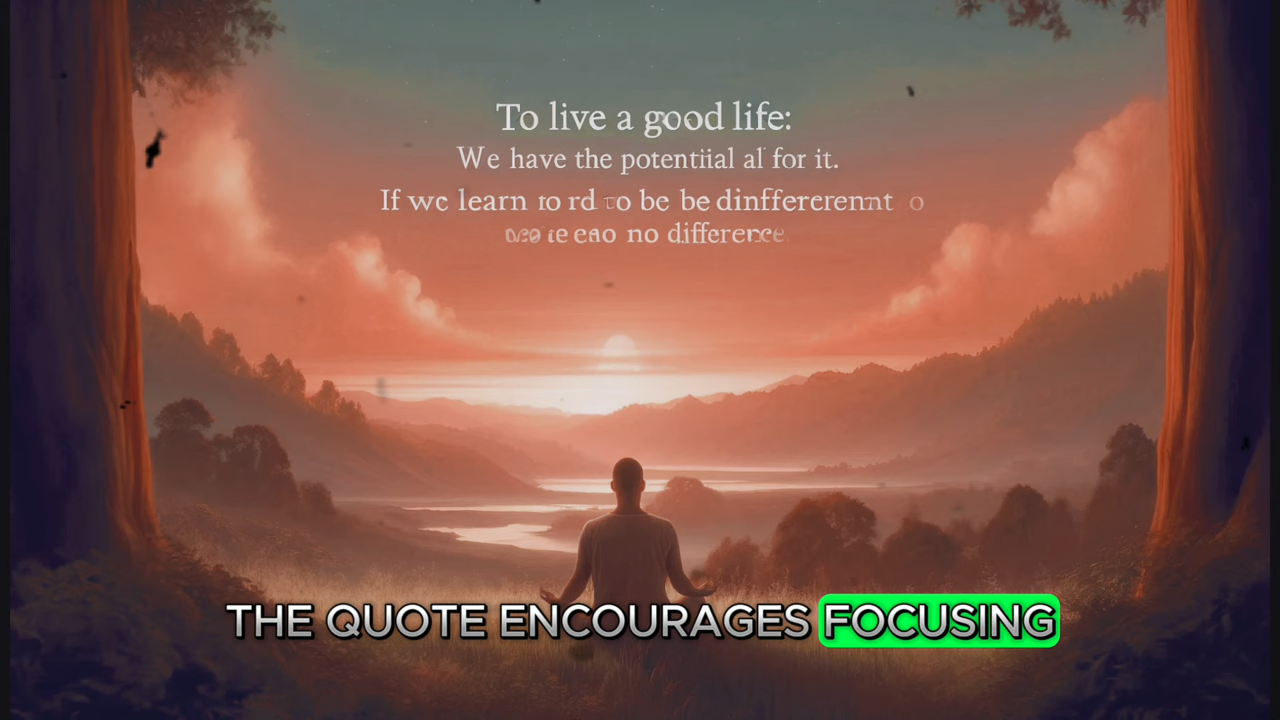 To live a good life:
We have the potentiial al for it.
If we learn to rd to be be dinffererernnt o
no difference
THE QUOTE ENCOURAGES FOCUSING